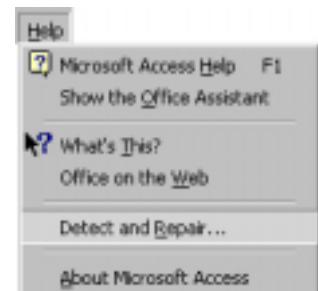 Help
Microsoft Access Help F1
Show the Office Assistant
What's This?
Office on the Web
Detect and Repair...
About Microsoft Access